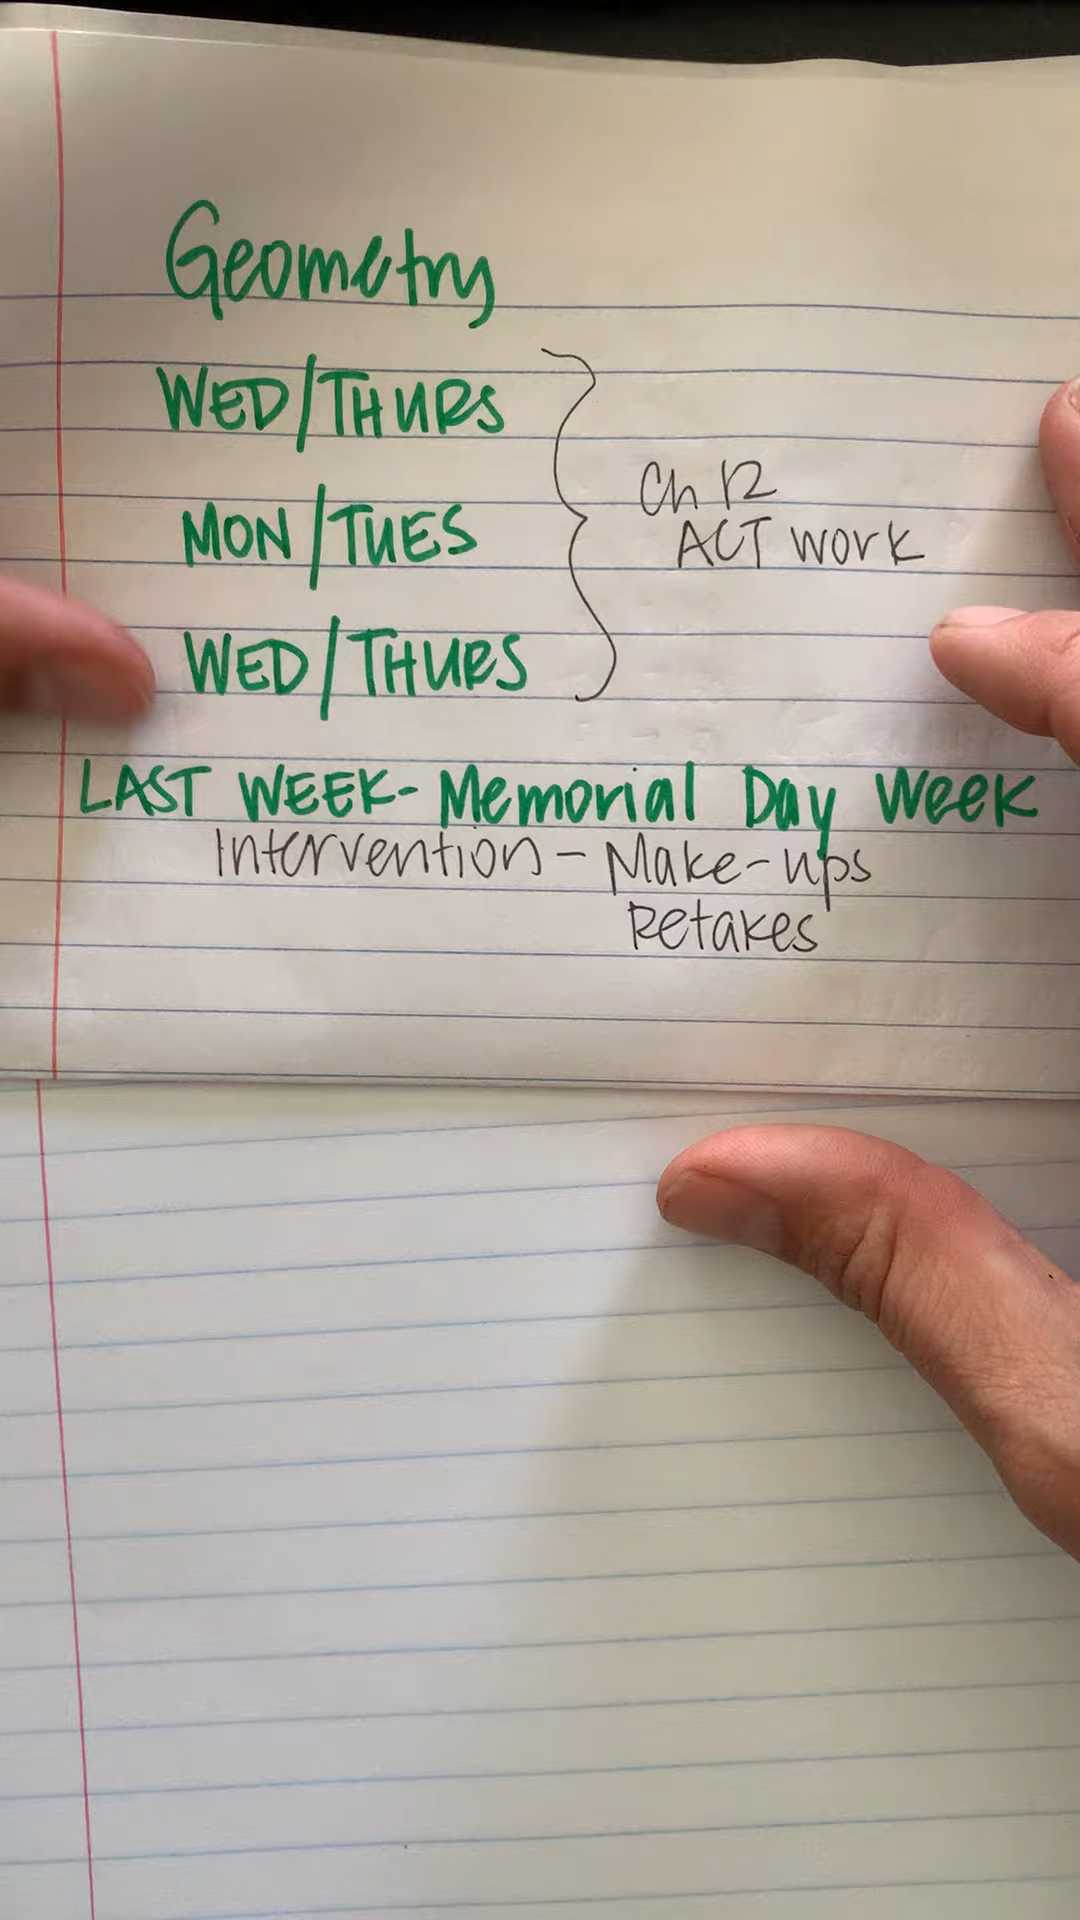 Geometry
WED/THURS
Ch 12
ACT WORK
MON/TUES
WED/THURS
LAST WEEK- Memorial Day Week
Intervention - Make-ups
Retakes